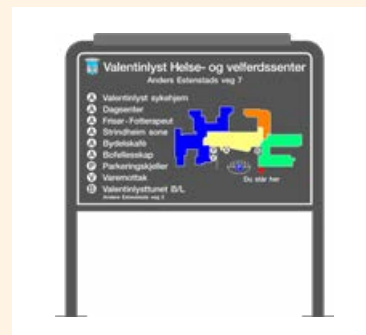 Valentinlyst Helse- og velferdssenter
Anders Estenstads veg 7
A Valentinlyst sykehjem
A Dagsenter
A Frisør-Fotterapeut
A Strindheim sone
A Bydelskafé
A Bofellesskap
P Parkeringskjeller
V Varemottak
B Valentinlysttunet B/L
Anders Estenstads veg 5
Du står her